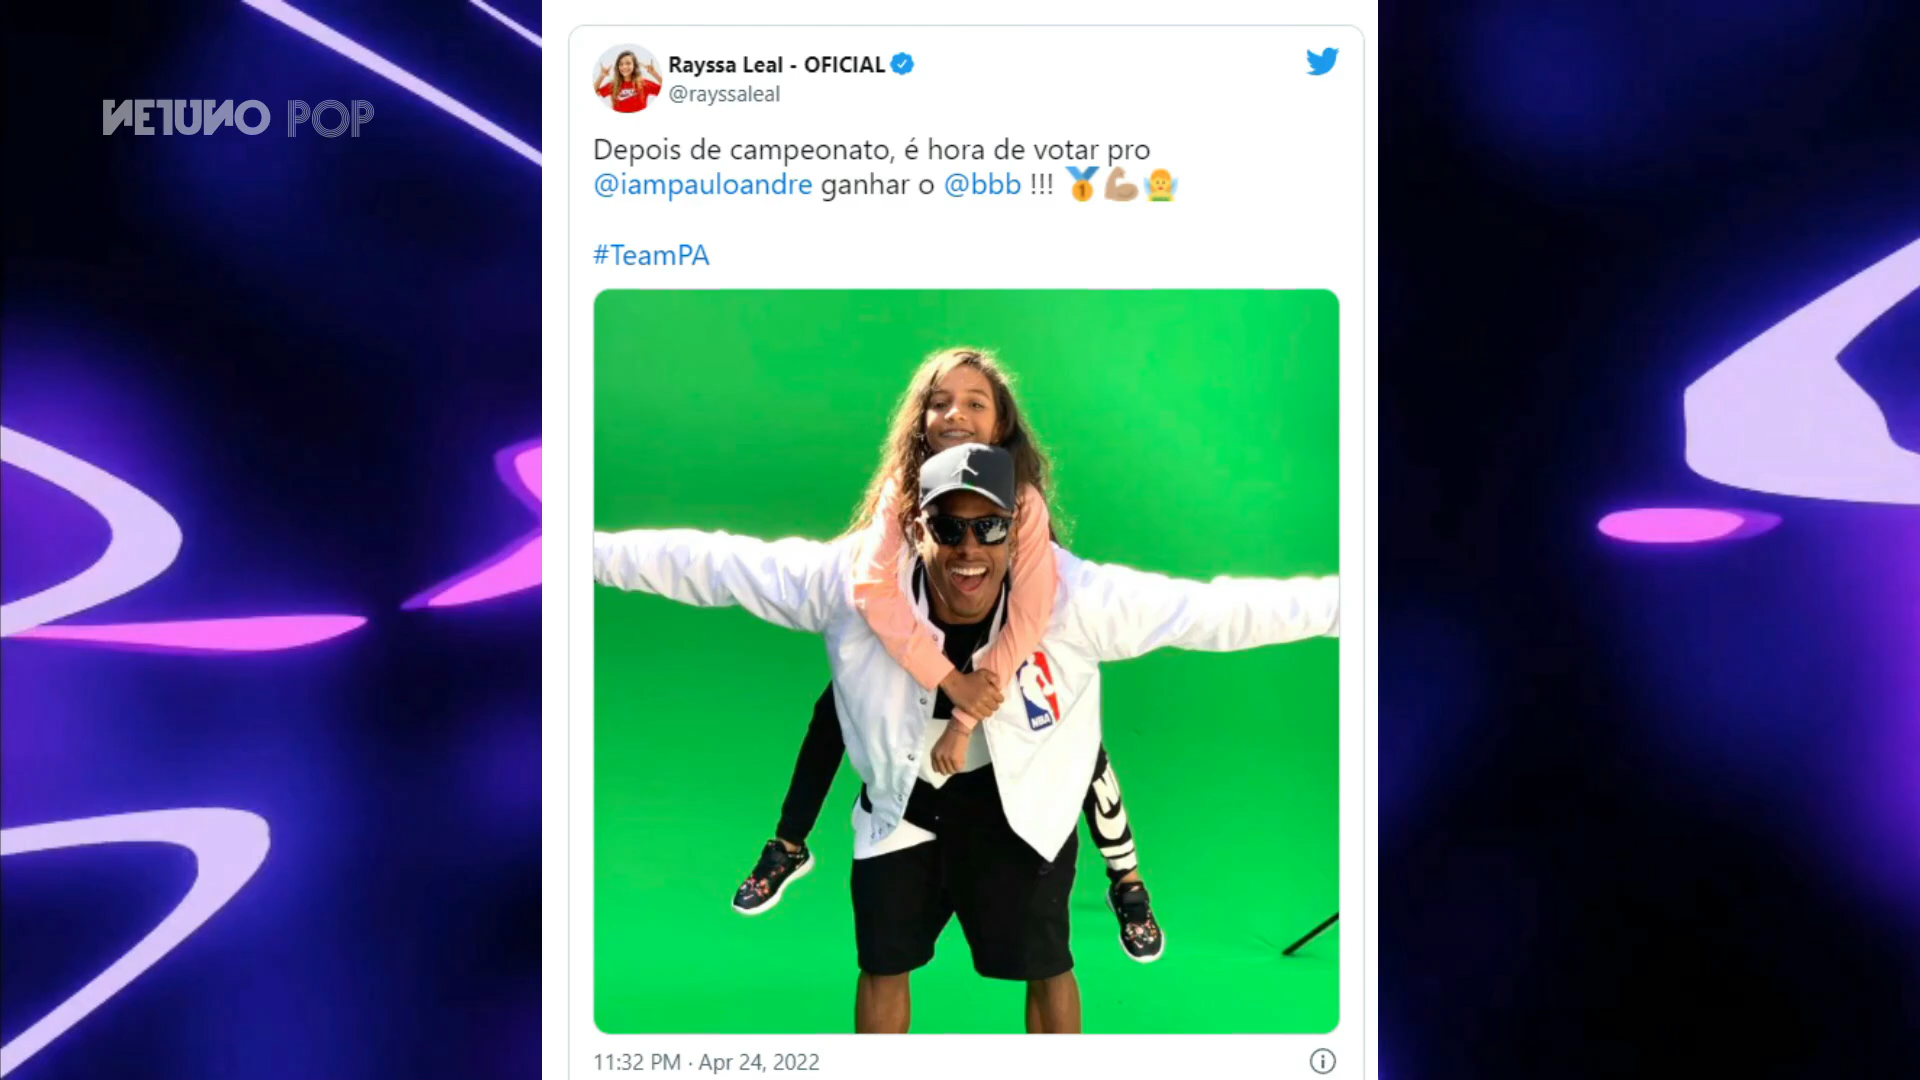 NETUNO POP
Rayssa Leal - OFICIAL
@rayssaleal
Depois de campeonato, é hora de votar pro
@iampauloandre ganhar o @bbb !!! 🥇💪🏼🙆🏼
#TeamPA
NBA
11:32 PM · Apr 24, 2022